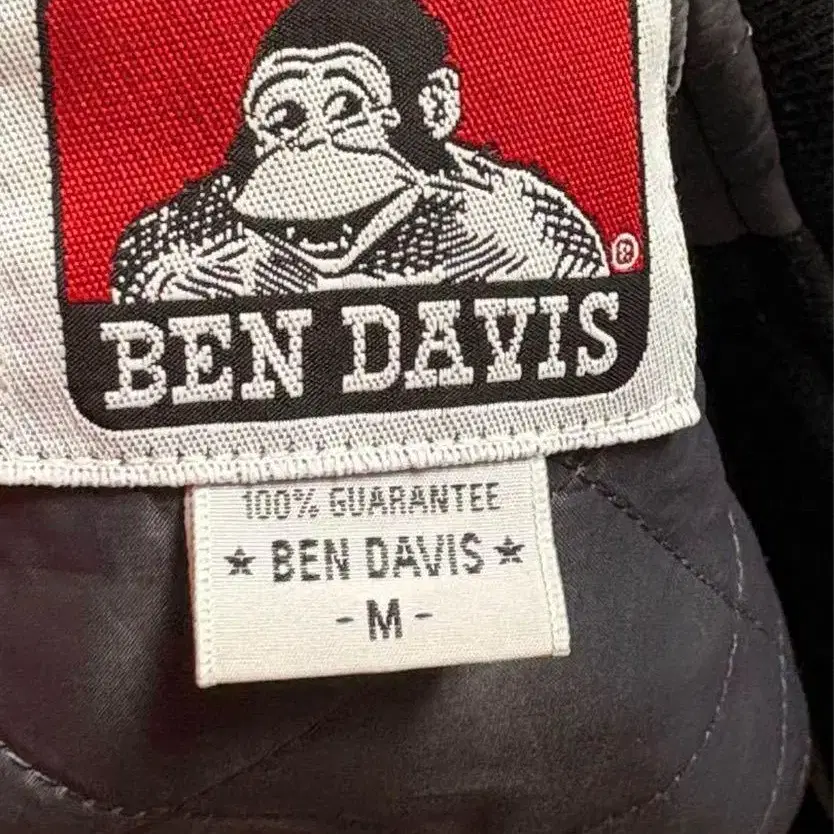 ®
BEN DAVIS
100% GUARANTEE
★ BEN DAVIS ★
- M -